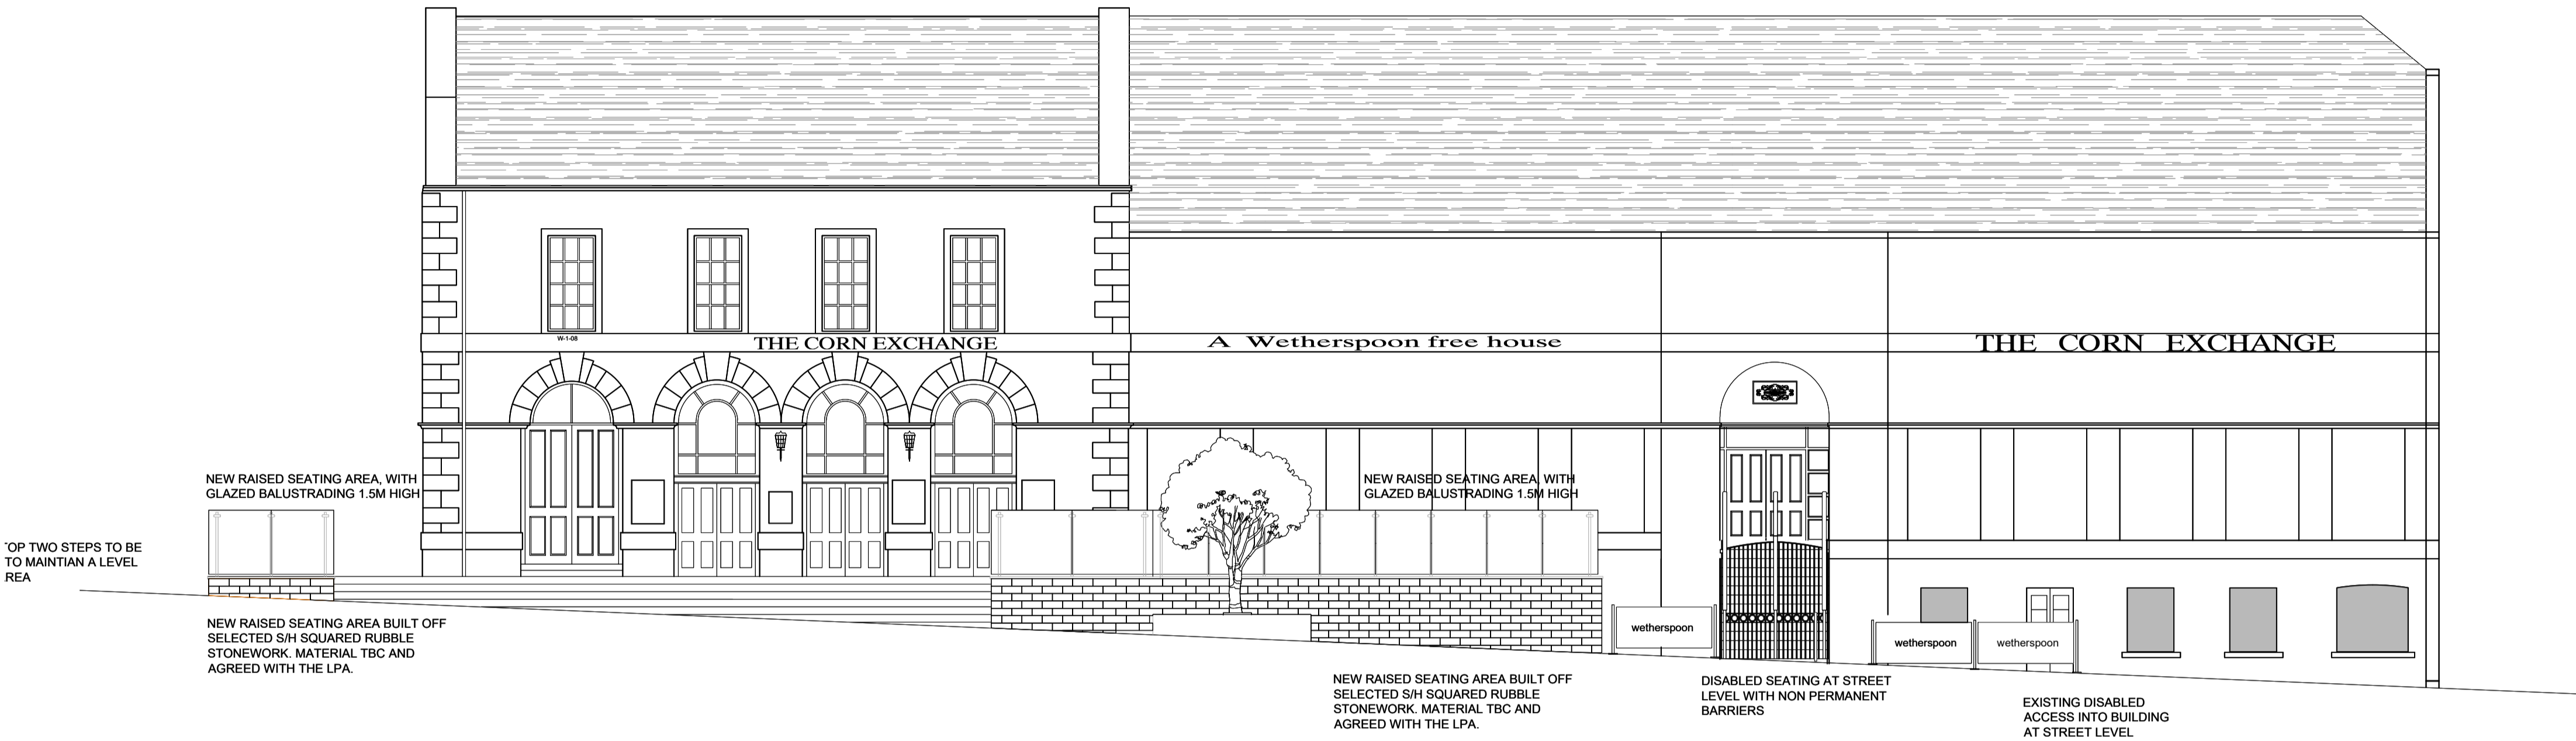 W-1-08
THE CORN EXCHANGE
A Wetherspoon free house
THE CORN EXCHANGE
NEW RAISED SEATING AREA, WITH
GLAZED BALUSTRADING 1.5M HIGH
NEW RAISED SEATING AREA, WITH
GLAZED BALUSTRADING 1.5M HIGH
OP TWO STEPS TO BE
TO MAINTIAN A LEVEL
REA
NEW RAISED SEATING AREA BUILT OFF
SELECTED S/H SQUARED RUBBLE
STONEWORK. MATERIAL TBC AND
AGREED WITH THE LPA.
wetherspoon
wetherspoon
wetherspoon
NEW RAISED SEATING AREA BUILT OFF
SELECTED S/H SQUARED RUBBLE
STONEWORK. MATERIAL TBC AND
AGREED WITH THE LPA.
DISABLED SEATING AT STREET
LEVEL WITH NON PERMANENT
BARRIERS
EXISTING DISABLED
ACCESS INTO BUILDING
AT STREET LEVEL